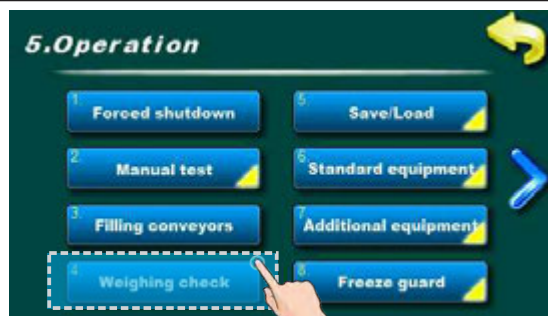 5.Operation
1 Forced shutdown
2 Manual test
3 Filling conveyors
4 Weighing check
5 Save/Load
6 Standard equipment
7 Additional equipment
8 Freeze guard